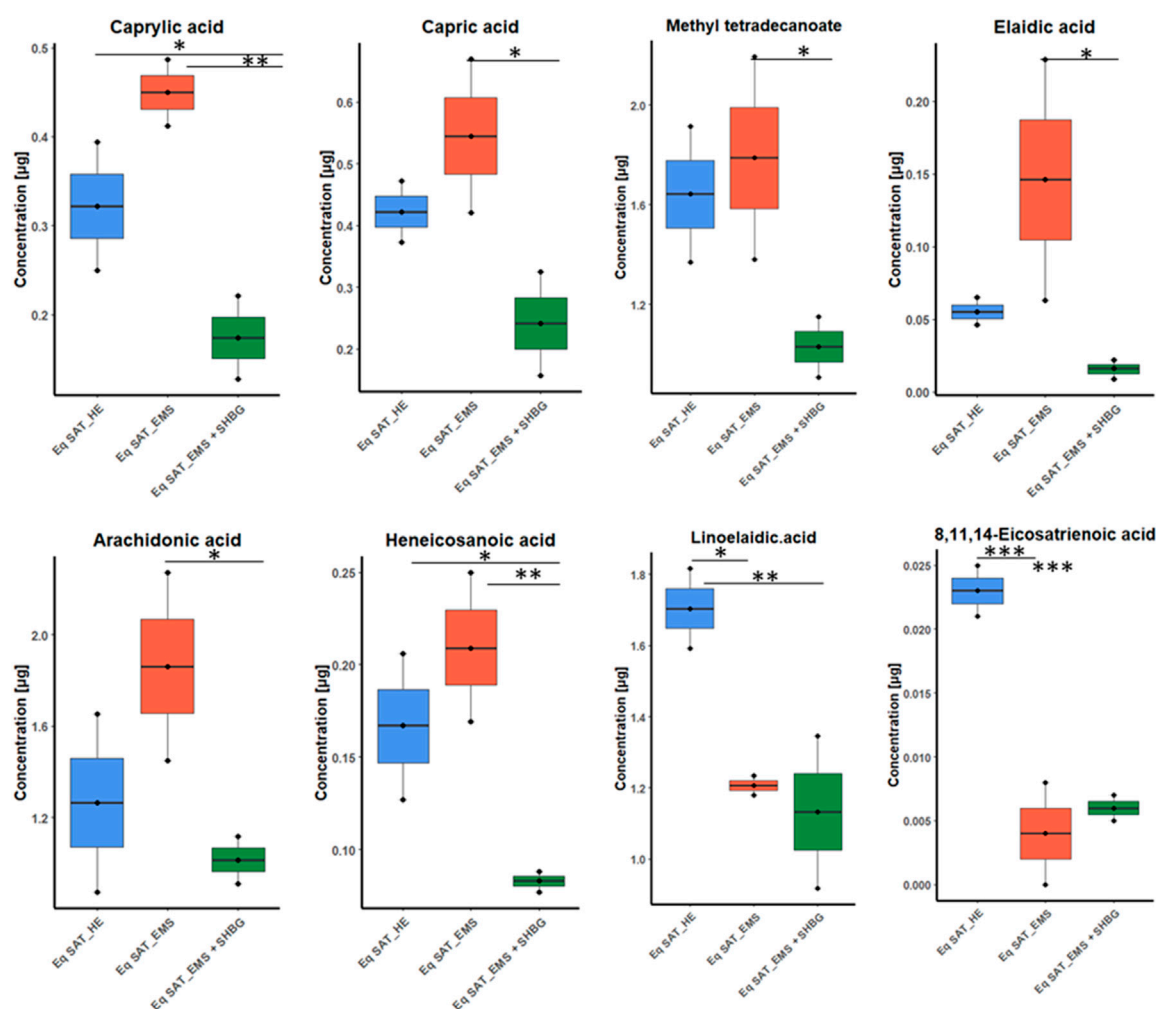 Caprylic acid
*
**
Concentration [µg]
0.5
0.4
0.3
0.2
Eq SAT_HE
Eq SAT_EMS
Eq SAT_EMS + SHBG
Capric acid
*
Concentration [µg]
0.6
0.5
0.4
0.3
0.2
Eq SAT_HE
Eq SAT_EMS
Eq SAT_EMS + SHBG
Methyl tetradecanoate
*
Concentration [µg]
2.0
1.6
1.2
Eq SAT_HE
Eq SAT_EMS
Eq SAT_EMS + SHBG
Elaidic acid
*
Concentration [µg]
0.20
0.15
0.10
0.05
0.00
Eq SAT_HE
Eq SAT_EMS
Eq SAT_EMS + SHBG
Arachidonic acid
*
Concentration [µg]
2.0
1.6
1.2
Eq SAT_HE
Eq SAT_EMS
Eq SAT_EMS + SHBG
Heneicosanoic acid
*
**
Concentration [µg]
0.25
0.20
0.15
0.10
Eq SAT_HE
Eq SAT_EMS
Eq SAT_EMS + SHBG
Linoelaidic.acid
*
**
Concentration [µg]
1.8
1.6
1.4
1.2
1.0
Eq SAT_HE
Eq SAT_EMS
Eq SAT_EMS + SHBG
8,11,14-Eicosatrienoic acid
***
***
Concentration [µg]
0.025
0.020
0.015
0.010
0.005
0.000
Eq SAT_HE
Eq SAT_EMS
Eq SAT_EMS + SHBG